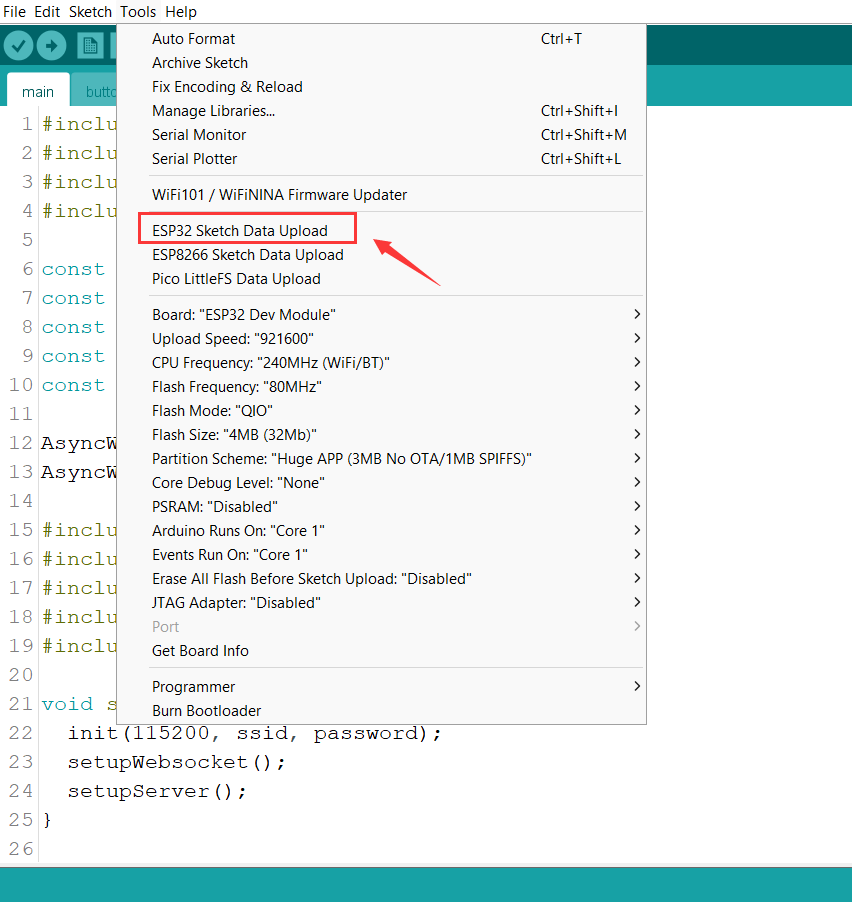 File Edit Sketch Tools Help
Auto Format Ctrl+T
Archive Sketch
Fix Encoding & Reload
Manage Libraries... Ctrl+Shift+I
Serial Monitor Ctrl+Shift+M
Serial Plotter Ctrl+Shift+L
WiFi101 / WiFiNINA Firmware Updater
ESP32 Sketch Data Upload
ESP8266 Sketch Data Upload
Pico LittleFS Data Upload
Board: "ESP32 Dev Module"
Upload Speed: "921600"
CPU Frequency: "240MHz (WiFi/BT)"
Flash Frequency: "80MHz"
Flash Mode: "QIO"
Flash Size: "4MB (32Mb)"
Partition Scheme: "Huge APP (3MB No OTA/1MB SPIFFS)"
Core Debug Level: "None"
PSRAM: "Disabled"
Arduino Runs On: "Core 1"
Events Run On: "Core 1"
Erase All Flash Before Sketch Upload: "Disabled"
JTAG Adapter: "Disabled"
Port
Get Board Info
Programmer
Burn Bootloader
main butto
1 #inclu
2 #inclu
3 #inclu
4 #inclu
5
6 const
7 const
8 const
9 const
10 const
11
12 AsyncW
13 AsyncW
14
15 #inclu
16 #inclu
17 #inclu
18 #inclu
19 #inclu
20
21 void s
22 init(115200, ssid, password);
23 setupWebsocket();
24 setupServer();
25 }
26